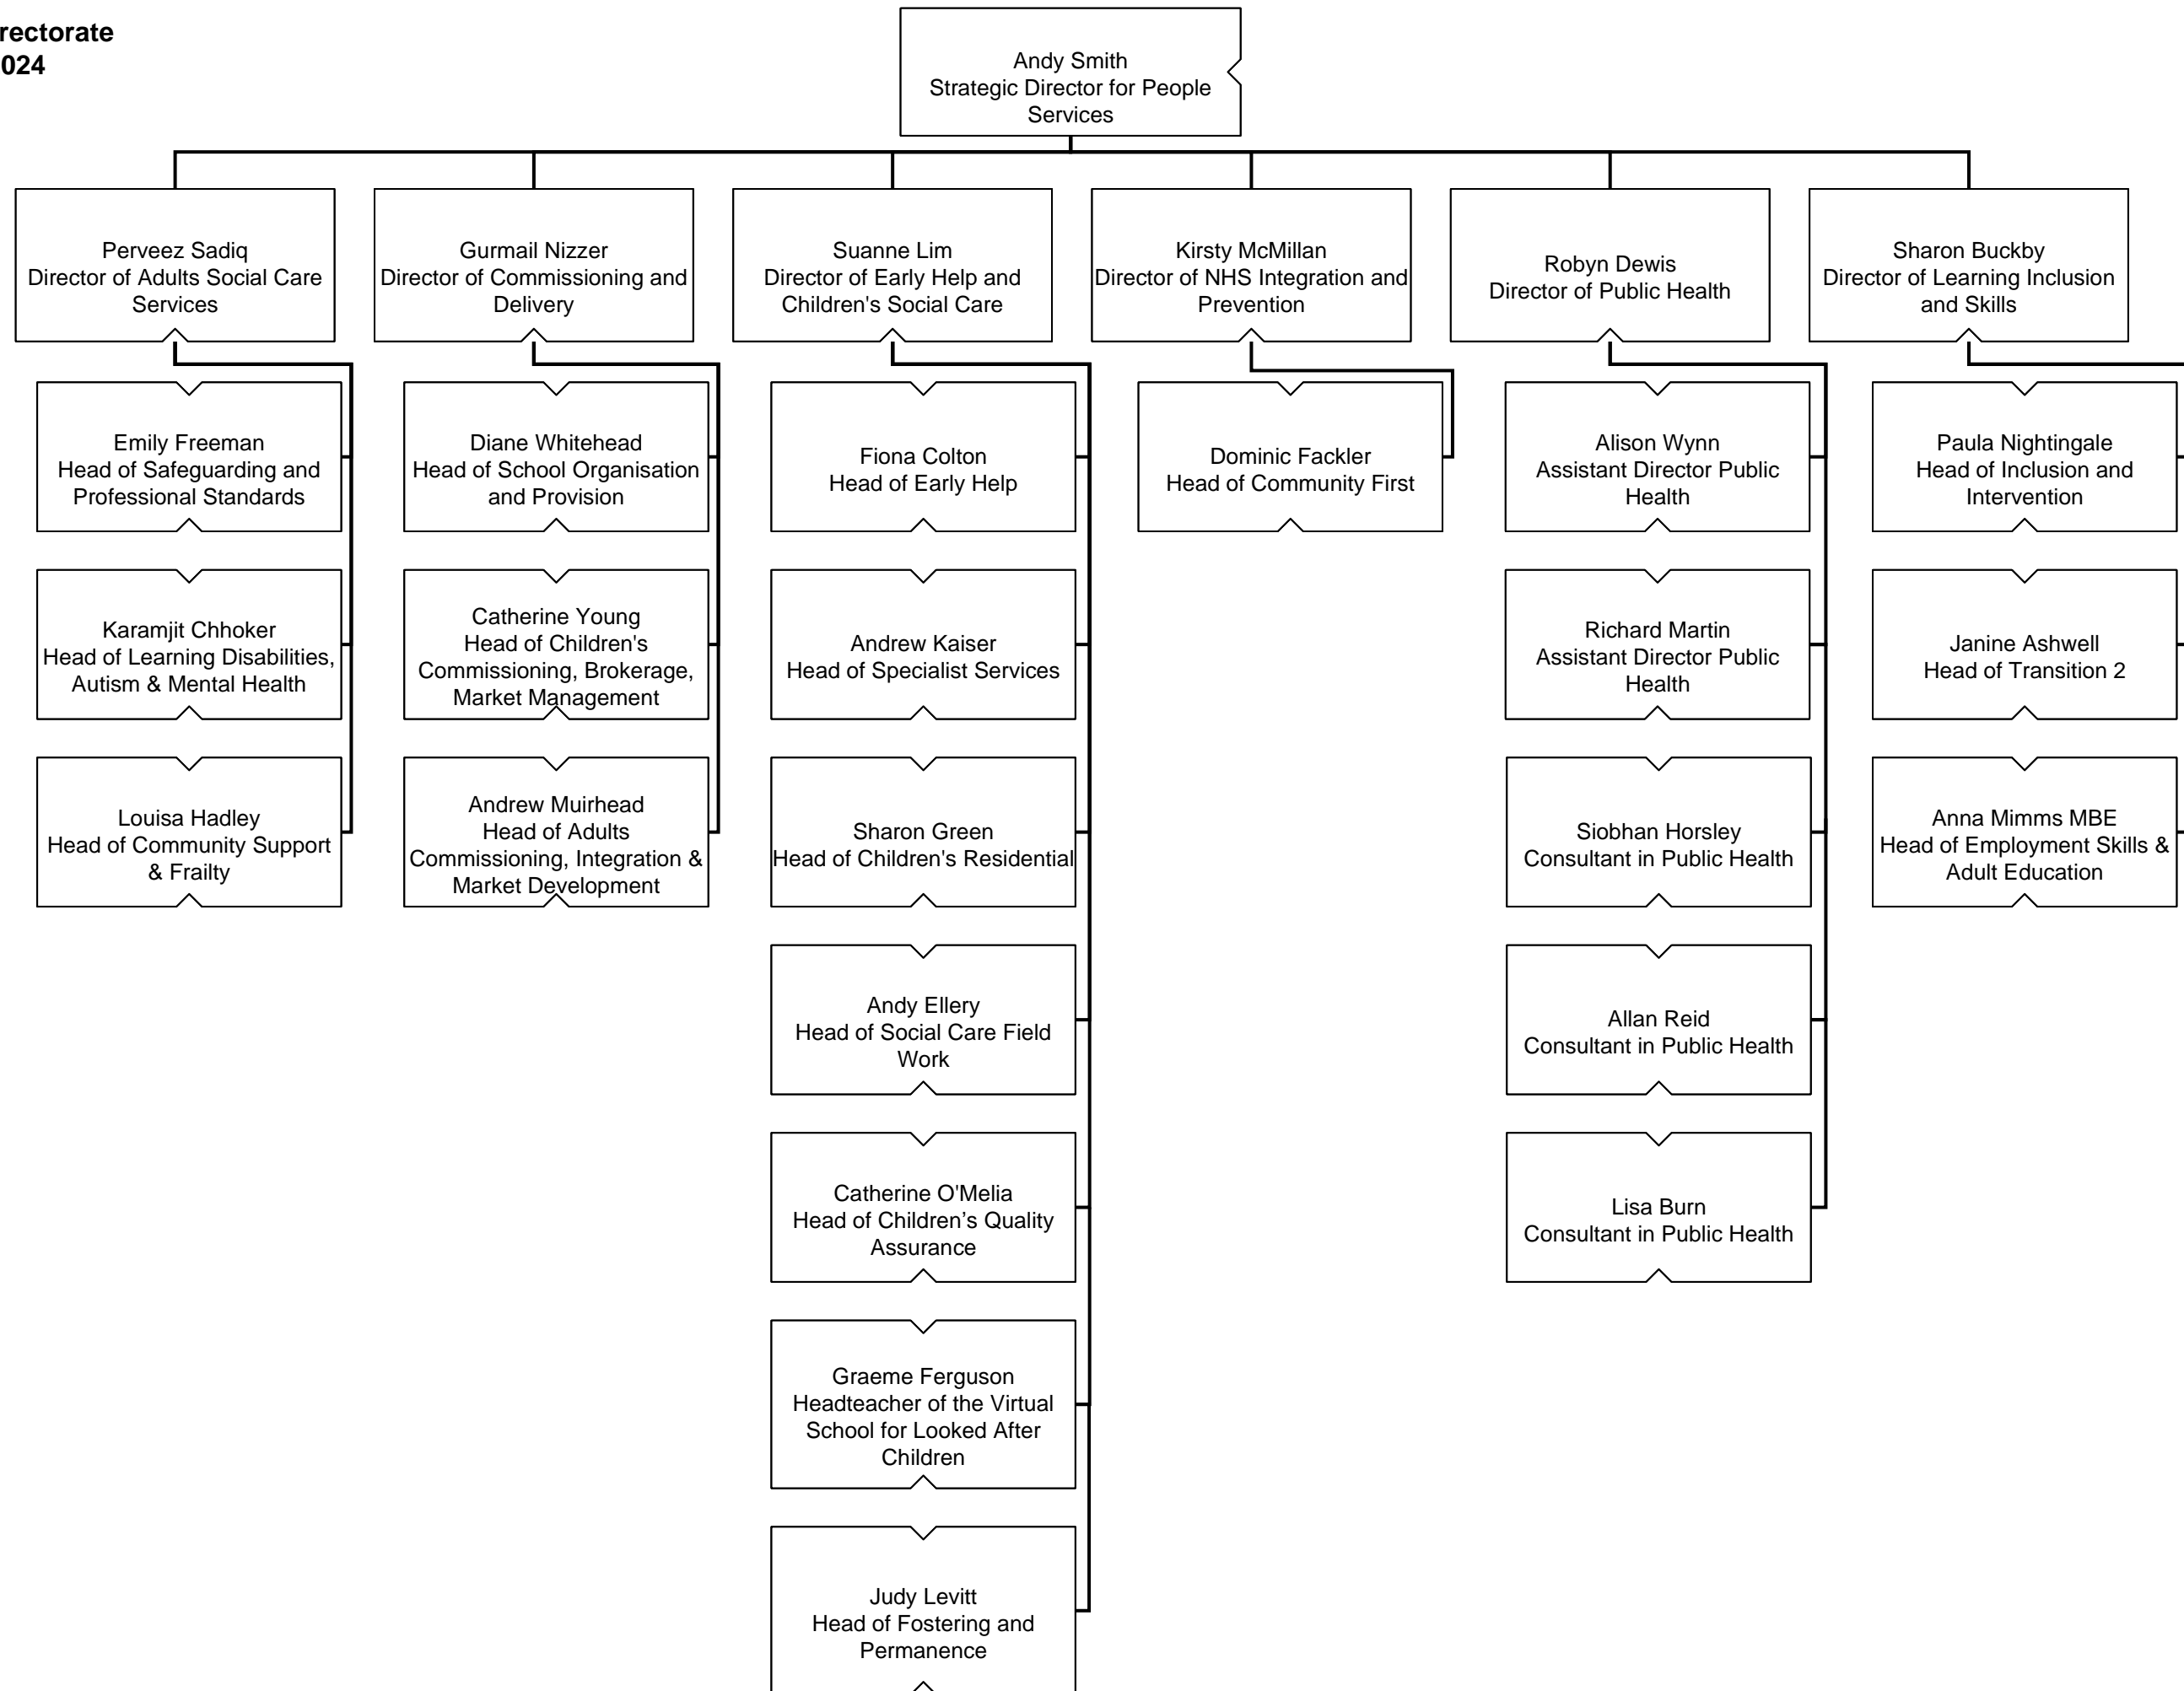 rectorate
024
Andy Smith
Strategic Director for People
Services
Perveez Sadiq
Director of Adults Social Care
Services
Gurmail Nizzer
Director of Commissioning and
Delivery
Suanne Lim
Director of Early Help and
Children's Social Care
Kirsty McMillan
Director of NHS Integration and
Prevention
Robyn Dewis
Director of Public Health
Sharon Buckby
Director of Learning Inclusion
and Skills
Emily Freeman
Head of Safeguarding and
Professional Standards
Karamjit Chhoker
Head of Learning Disabilities,
Autism & Mental Health
Louisa Hadley
Head of Community Support
& Frailty
Diane Whitehead
Head of School Organisation
and Provision
Catherine Young
Head of Children's
Commissioning, Brokerage,
Market Management
Andrew Muirhead
Head of Adults
Commissioning, Integration &
Market Development
Fiona Colton
Head of Early Help
Andrew Kaiser
Head of Specialist Services
Sharon Green
Head of Children's Residential
Andy Ellery
Head of Social Care Field
Work
Catherine O'Melia
Head of Children’s Quality
Assurance
Graeme Ferguson
Headteacher of the Virtual
School for Looked After
Children
Judy Levitt
Head of Fostering and
Permanence
Dominic Fackler
Head of Community First
Alison Wynn
Assistant Director Public
Health
Richard Martin
Assistant Director Public
Health
Siobhan Horsley
Consultant in Public Health
Allan Reid
Consultant in Public Health
Lisa Burn
Consultant in Public Health
Paula Nightingale
Head of Inclusion and
Intervention
Janine Ashwell
Head of Transition 2
Anna Mimms MBE
Head of Employment Skills &
Adult Education